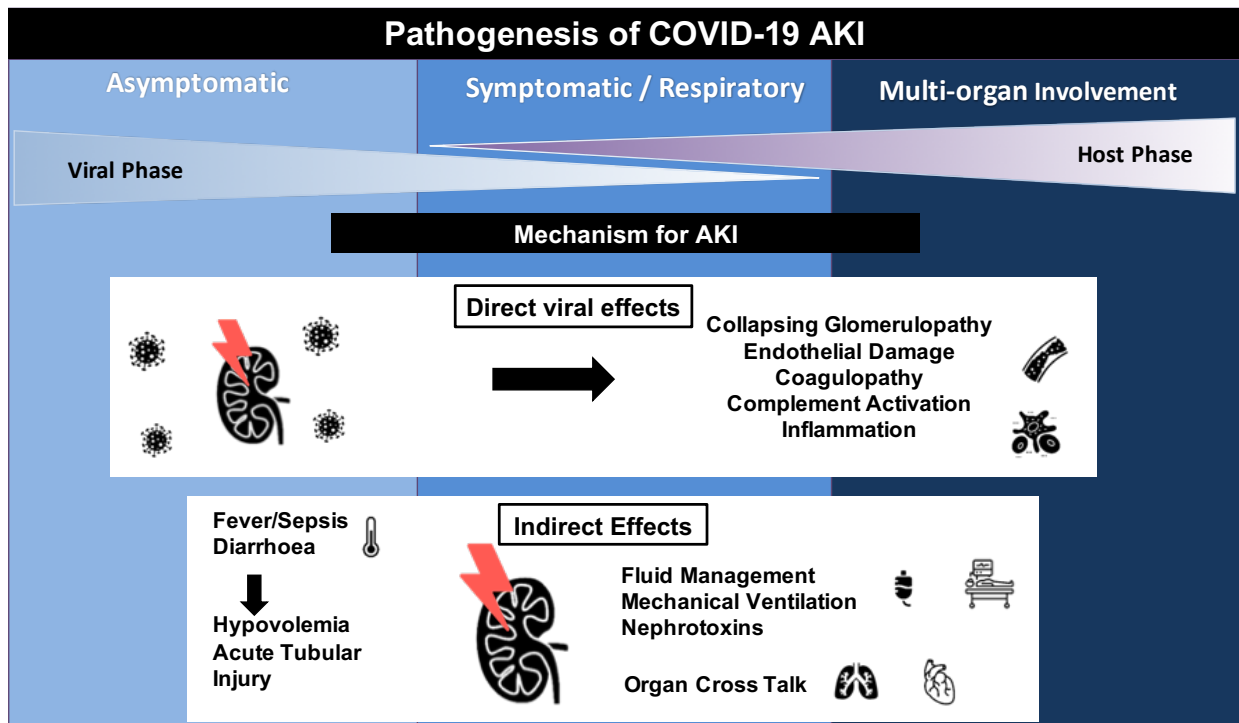 Pathogenesis of COVID-19 AKI
Asymptomatic
Symptomatic / Respiratory
Multi-organ Involvement
Viral Phase
Host Phase
Mechanism for AKI
Direct viral effects
Collapsing Glomerulopathy
Endothelial Damage
Coagulopathy
Complement Activation
Inflammation
Fever/Sepsis
Diarrhoea
Hypovolemia
Acute Tubular
Injury
Indirect Effects
Fluid Management
Mechanical Ventilation
Nephrotoxins
Organ Cross Talk